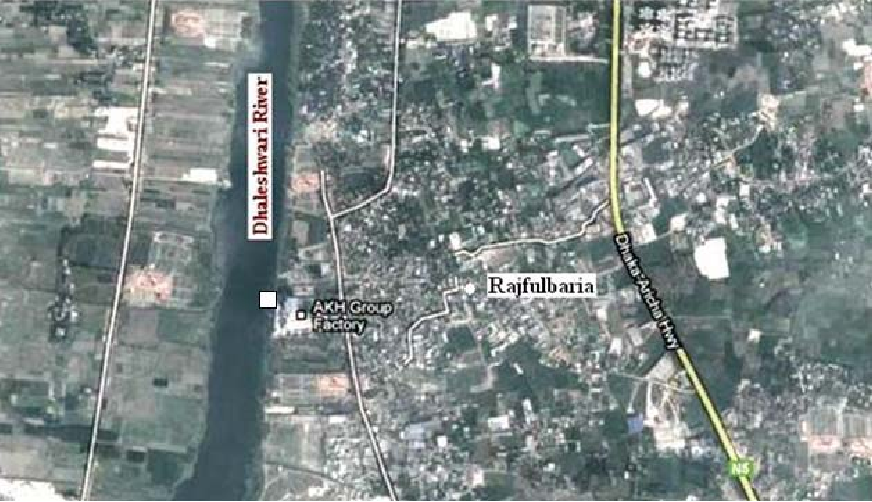 Dhaleshwari River
Rajfulbaria
AKH Group
Factory
Dhaka-Aricha Hwy
N5